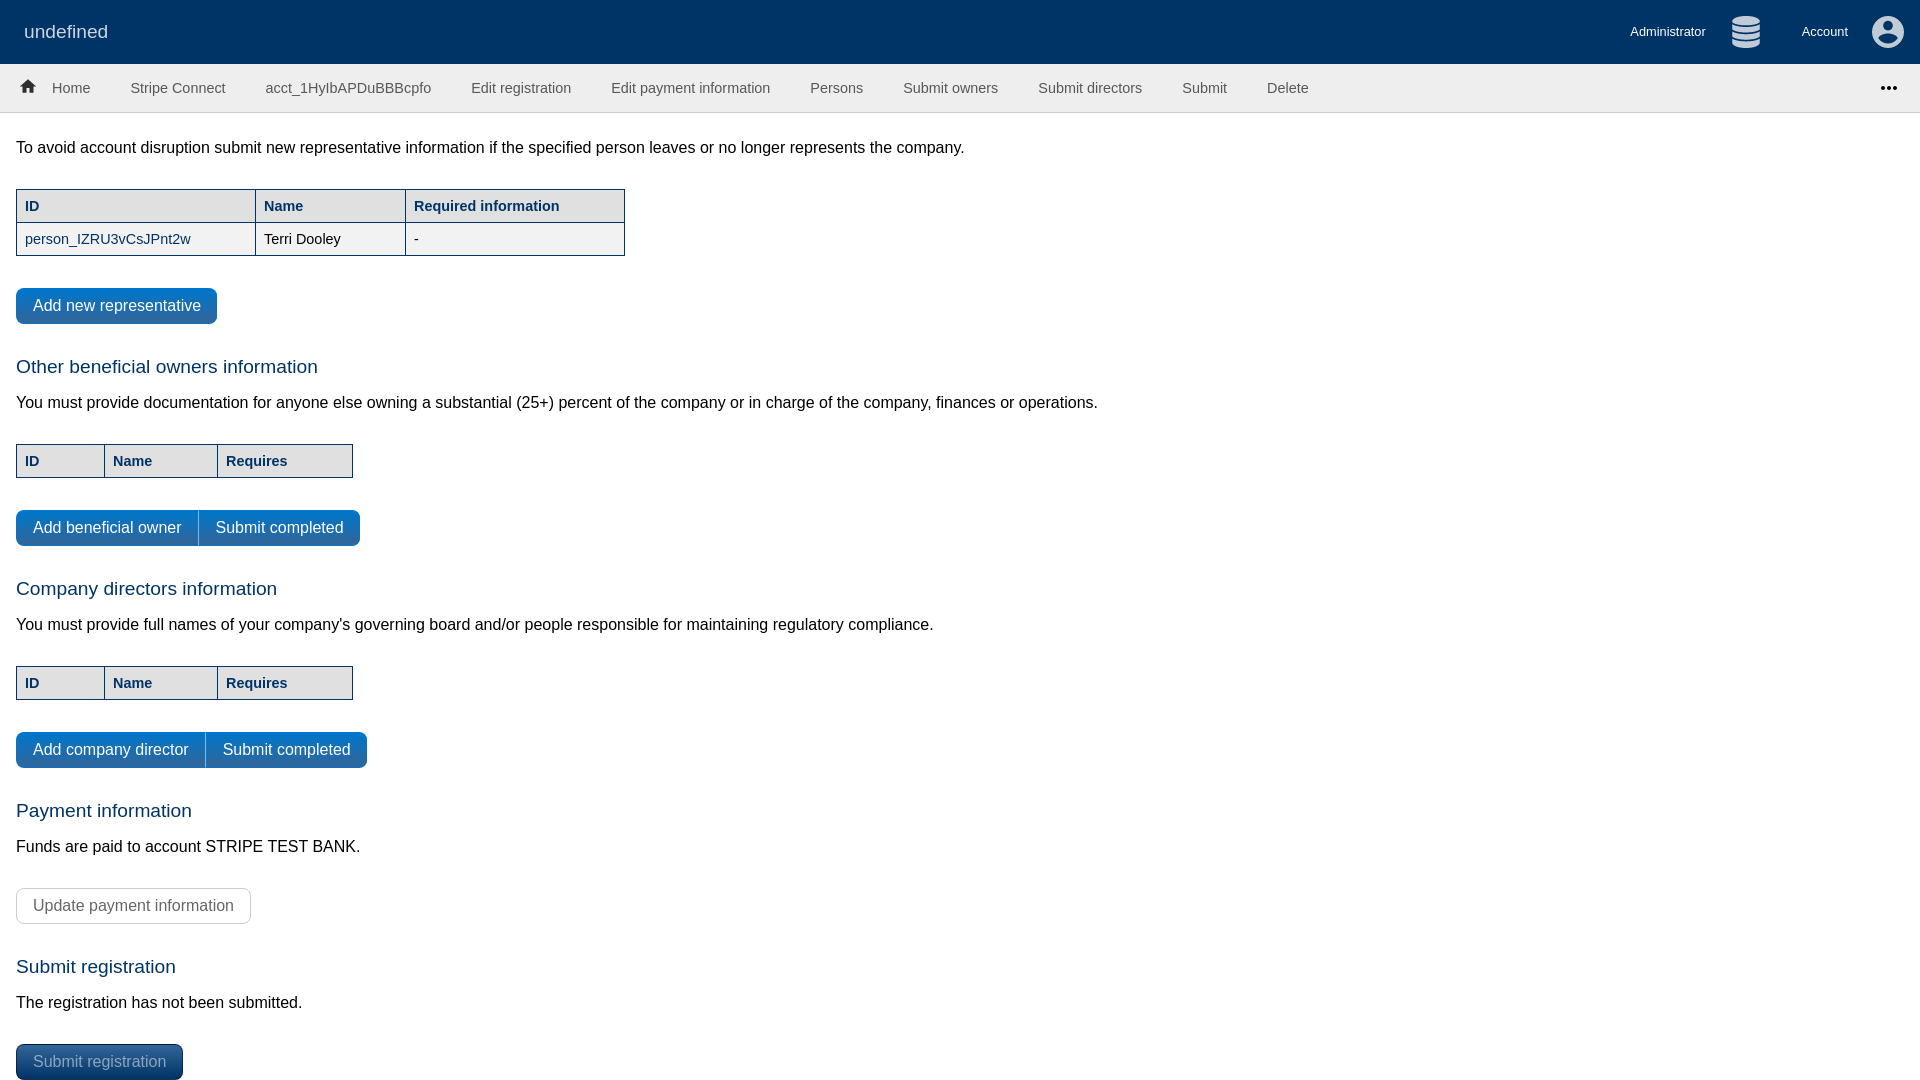 undefined
Administrator
Account
Home
Stripe Connect
acct_1HyIbAPDuBBBcpfo
Edit registration
Edit payment information
Persons
Submit owners
Submit directors
Submit
Delete
To avoid account disruption submit new representative information if the specified person leaves or no longer represents the company.
ID Name Required information
person_IZRU3vCsJPnt2w Terri Dooley -
Add new representative
Other beneficial owners information
You must provide documentation for anyone else owning a substantial (25+) percent of the company or in charge of the company, finances or operations.
ID Name Requires
Add beneficial owner Submit completed
Company directors information
You must provide full names of your company's governing board and/or people responsible for maintaining regulatory compliance.
ID Name Requires
Add company director Submit completed
Payment information
Funds are paid to account STRIPE TEST BANK.
Update payment information
Submit registration
The registration has not been submitted.
Submit registration